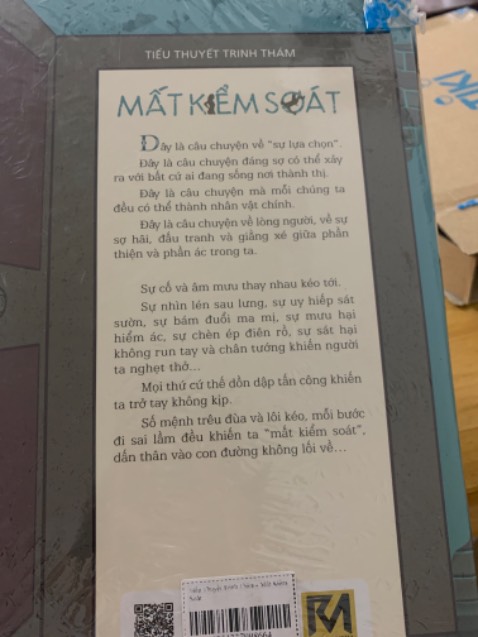 TIỂU THUYẾT TRINH THÁM
MẤT KIỂM SOÁT
Đây là câu chuyện về "sự lựa chọn".
Đây là câu chuyện đáng sợ có thể xảy
ra với bất cứ ai đang sống nơi thành thị.
Đây là câu chuyện mà mỗi chúng ta
đều có thể thành nhân vật chính.
Đây là câu chuyện về lòng người, về sự
sợ hãi, đấu tranh và giằng xé giữa phần
thiện và phần ác trong ta.
Sự cố và âm mưu thay nhau kéo tới.
Sự nhìn lén sau lưng, sự uy hiếp sát
sườn, sự bám đuổi ma mị, sự mưu hại
hiểm ác, sự chèn ép điên rồ, sự sát hại
không run tay và chân tướng khiến người
ta nghẹt thở...
Mọi thứ cứ thế dồn dập tấn công khiến
ta trở tay không kịp.
Số mệnh trêu đùa và lôi kéo, mỗi bước
đi sai lầm đều khiến ta "mất kiểm soát",
dấn thân vào con đường không lối về...